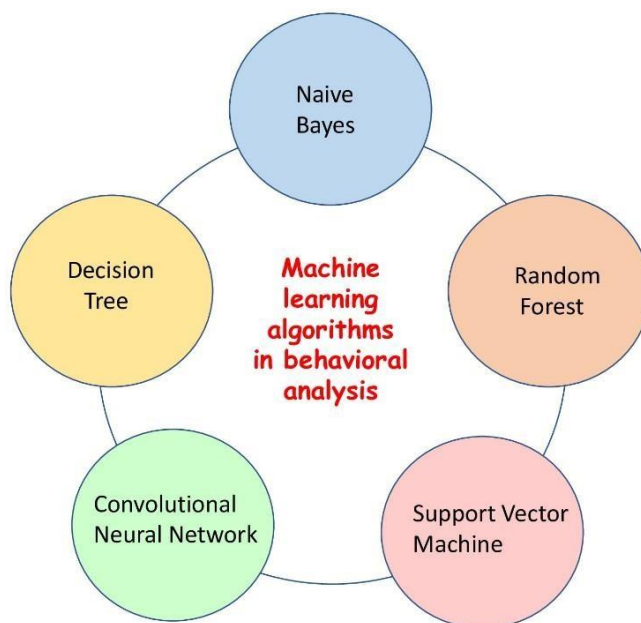 Naive
Bayes
Decision
Tree
Machine
learning
algorithms
in behavioral
analysis
Random
Forest
Convolutional
Neural Network
Support Vector
Machine